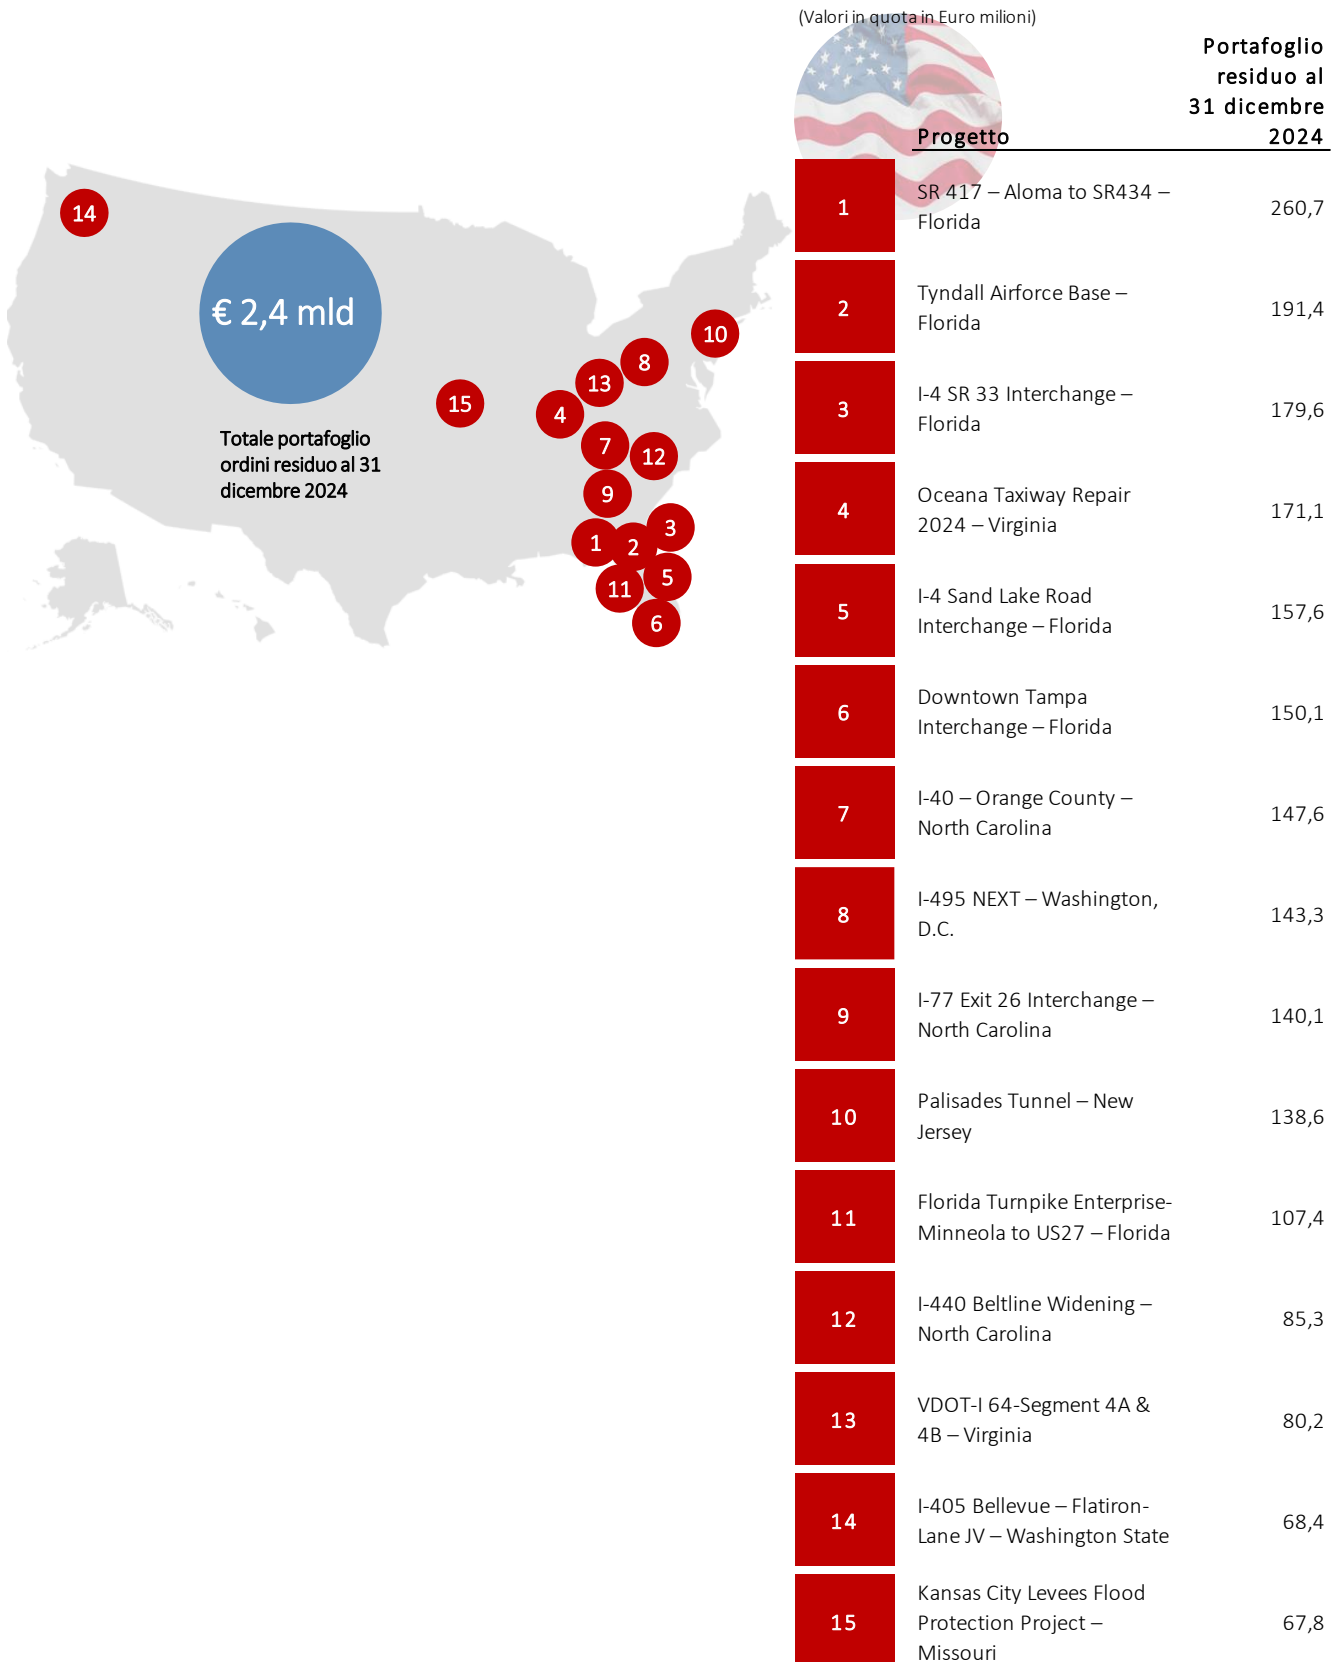 (Valori in quota in Euro milioni)
Portafoglio
residuo al
31 dicembre
Progetto 2024
14
€ 2,4 mld
10
8
13
15
4
7
12
9
3
1
2
5
11
6
Totale portafoglio
ordini residuo al 31
dicembre 2024
1
SR 417 – Aloma to SR434 –
Florida
260,7
2
Tyndall Airforce Base –
Florida
191,4
3
I-4 SR 33 Interchange –
Florida
179,6
4
Oceana Taxiway Repair
2024 – Virginia
171,1
5
I-4 Sand Lake Road
Interchange – Florida
157,6
6
Downtown Tampa
Interchange – Florida
150,1
7
I-40 – Orange County –
North Carolina
147,6
8
I-495 NEXT – Washington,
D.C.
143,3
9
I-77 Exit 26 Interchange –
North Carolina
140,1
10
Palisades Tunnel – New
Jersey
138,6
11
Florida Turnpike Enterprise-
Minneola to US27 – Florida
107,4
12
I-440 Beltline Widening –
North Carolina
85,3
13
VDOT-I 64-Segment 4A &
4B – Virginia
80,2
14
I-405 Bellevue – Flatiron-
Lane JV – Washington State
68,4
15
Kansas City Levees Flood
Protection Project –
Missouri
67,8